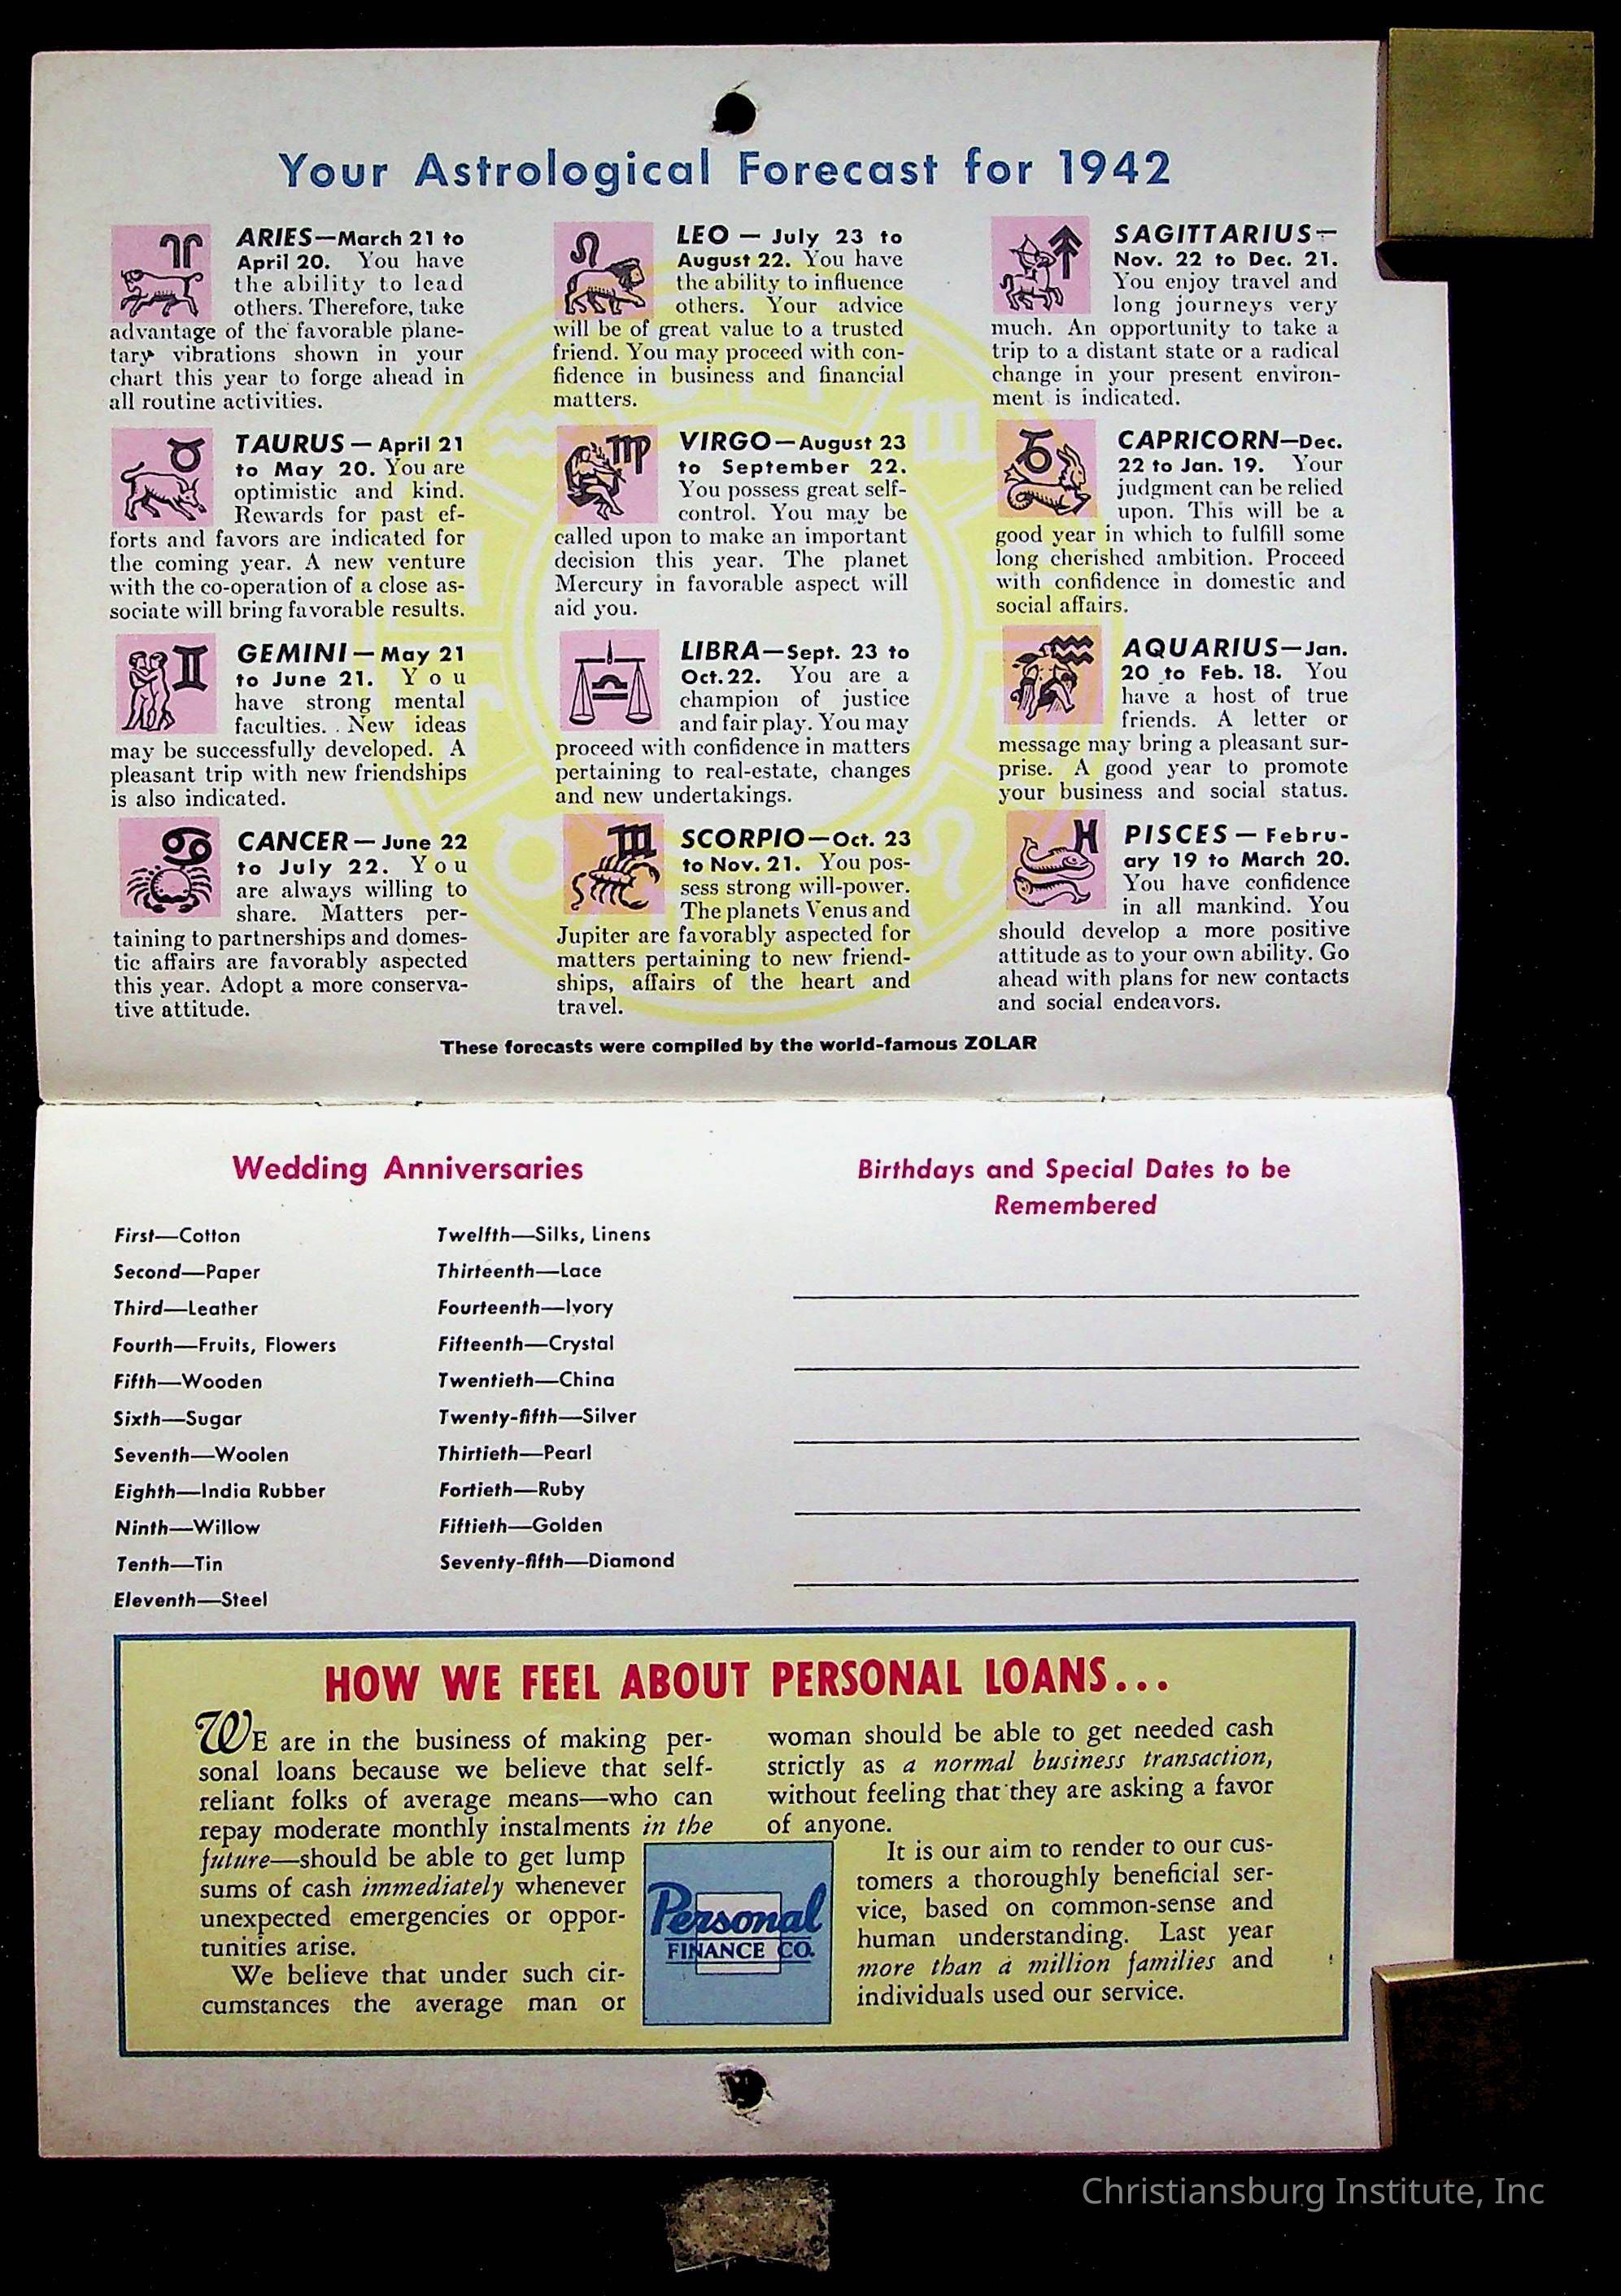 Your Astrological Forecast for 1942
ARIES—March 21 to
April 20. You have
the ability to lead
others. Therefore, take
advantage of the favorable plane-
tary vibrations shown in your
chart this year to forge ahead in
all routine activities.
TAURUS — April 21
to May 20. You are
optimistic and kind.
Rewards for past ef-
forts and favors are indicated for
the coming year. A new venture
with the co-operation of a close as-
sociate will bring favorable results.
GEMINI — May 21
to June 21. You
have strong mental
faculties. New ideas
may be successfully developed. A
pleasant trip with new friendships
is also indicated.
CANCER — June 22
to July 22. You
are always willing to
share. Matters per-
taining to partnerships and domes-
tic affairs are favorably aspected
this year. Adopt a more conserva-
tive attitude.
LEO — July 23 to
August 22. You have
the ability to influence
others. Your advice
will be of great value to a trusted
friend. You may proceed with con-
fidence in business and financial
matters.
VIRGO—August 23
to September 22.
You possess great self-
control. You may be
called upon to make an important
decision this year. The planet
Mercury in favorable aspect will
aid you.
LIBRA—Sept. 23 to
Oct. 22. You are a
champion of justice
and fair play. You may
proceed with confidence in matters
pertaining to real-estate, changes
and new undertakings.
SCORPIO—Oct. 23
to Nov. 21. You pos-
sess strong will-power.
The planets Venus and
Jupiter are favorably aspected for
matters pertaining to new friend-
ships, affairs of the heart and
travel.
SAGITTARIUS—
Nov. 22 to Dec. 21.
You enjoy travel and
long journeys very
much. An opportunity to take a
trip to a distant state or a radical
change in your present environ-
ment is indicated.
CAPRICORN—Dec.
22 to Jan. 19. Your
judgment can be relied
upon. This will be a
good year in which to fulfill some
long cherished ambition. Proceed
with confidence in domestic and
social affairs.
AQUARIUS—Jan.
20 to Feb. 18. You
have a host of true
friends. A letter or
message may bring a pleasant sur-
prise. A good year to promote
your business and social status.
PISCES — Febru-
ary 19 to March 20.
You have confidence
in all mankind. You
should develop a more positive
attitude as to your own ability. Go
ahead with plans for new contacts
and social endeavors.
These forecasts were compiled by the world-famous ZOLAR
Wedding Anniversaries
First—Cotton
Second—Paper
Third—Leather
Fourth—Fruits, Flowers
Fifth—Wooden
Sixth—Sugar
Seventh—Woolen
Eighth—India Rubber
Ninth—Willow
Tenth—Tin
Eleventh—Steel
Twelfth—Silks, Linens
Thirteenth—Lace
Fourteenth—Ivory
Fifteenth—Crystal
Twentieth—China
Twenty-fifth—Silver
Thirtieth—Pearl
Fortieth—Ruby
Fiftieth—Golden
Seventy-fifth—Diamond
Birthdays and Special Dates to be
Remembered
HOW WE FEEL ABOUT PERSONAL LOANS...
WE are in the business of making per-
sonal loans because we believe that self-
reliant folks of average means—who can
repay moderate monthly instalments in the
future—should be able to get lump
sums of cash immediately whenever
unexpected emergencies or oppor-
tunities arise.
We believe that under such cir-
cumstances the average man or
woman should be able to get needed cash
strictly as a normal business transaction,
without feeling that they are asking a favor
of anyone.
It is our aim to render to our cus-
tomers a thoroughly beneficial ser-
vice, based on common-sense and
human understanding. Last year
more than a million families and
individuals used our service.
Personal
FINANCE CO.
Christiansburg Institute, Inc